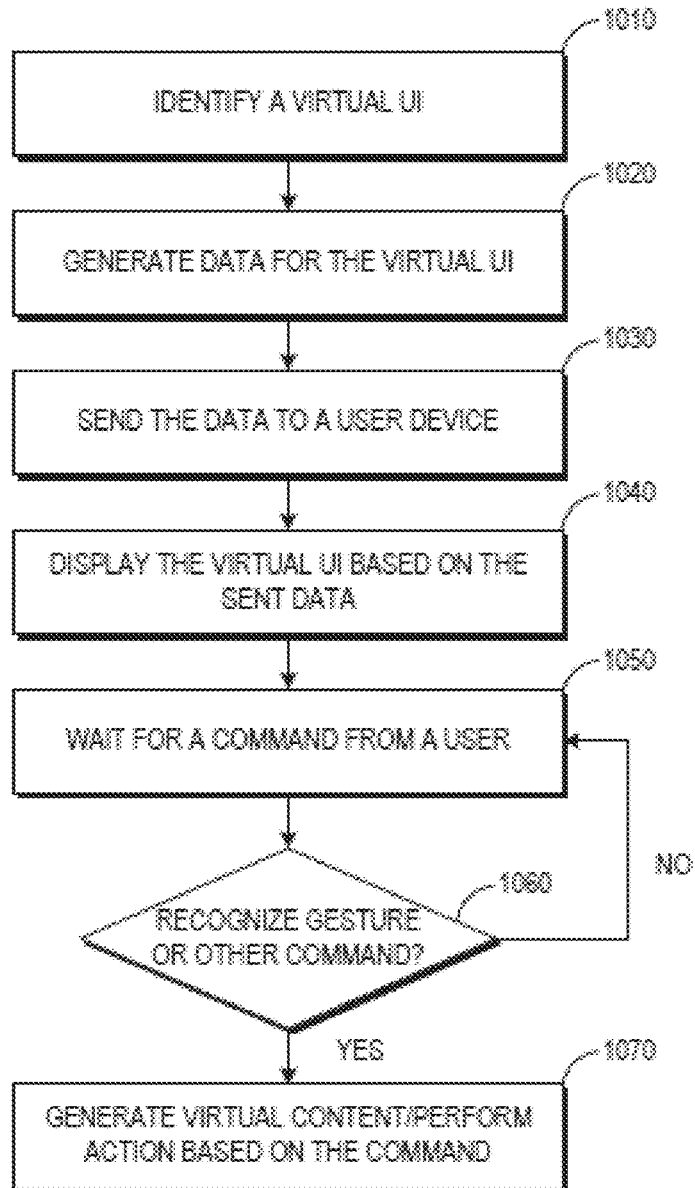 1010
IDENTIFY A VIRTUAL UI
1020
GENERATE DATA FOR THE VIRTUAL UI
1030
SEND THE DATA TO A USER DEVICE
1040
DISPLAY THE VIRTUAL UI BASED ON THE
SENT DATA
1050
WAIT FOR A COMMAND FROM A USER
NO
1060
RECOGNIZE GESTURE
OR OTHER COMMAND?
YES
1070
GENERATE VIRTUAL CONTENT/PERFORM
ACTION BASED ON THE COMMAND